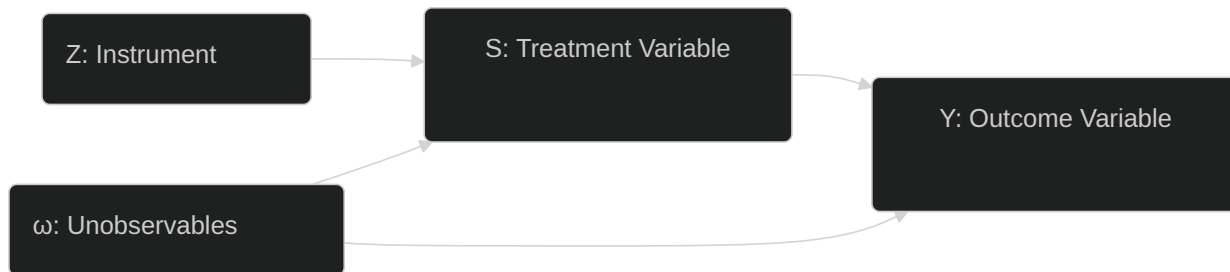 Z: Instrument
S: Treatment Variable
Y: Outcome Variable
ω: Unobservables